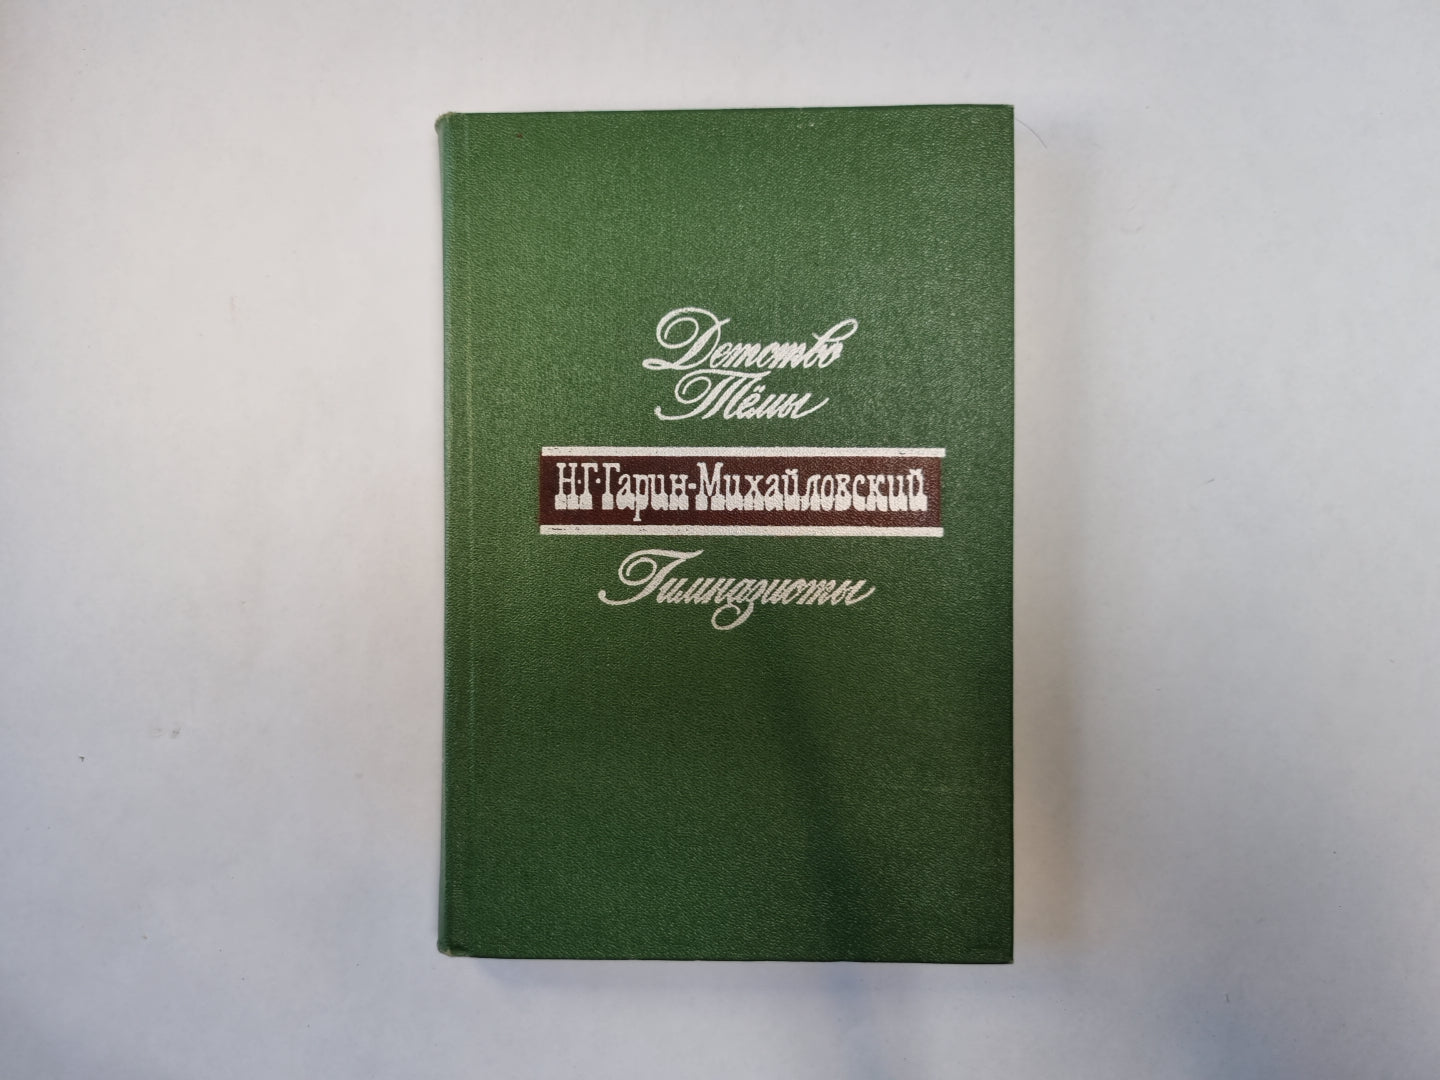 Детство
Тёмы
Н·Г·Гарин-Михайловский
Гимназисты